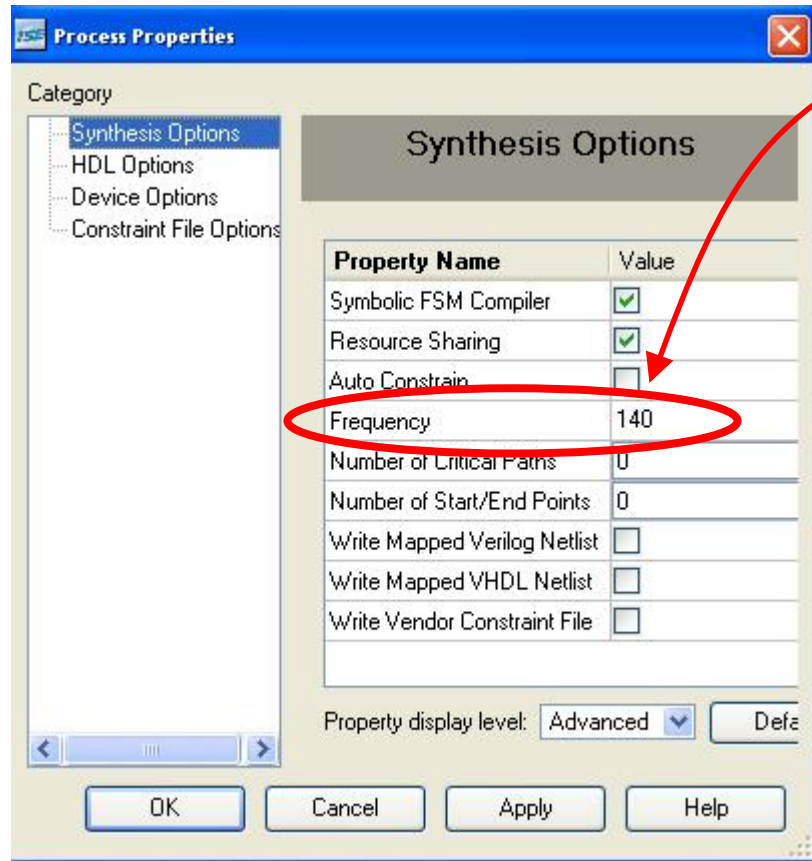 ISE Process Properties
Category
Synthesis Options
HDL Options
Device Options
Constraint File Options
Synthesis Options
Property Name Value
Symbolic FSM Compiler
Resource Sharing
Auto Constrain
Frequency 140
Number of Critical Paths 0
Number of Start/End Points 0
Write Mapped Verilog Netlist
Write Mapped VHDL Netlist
Write Vendor Constraint File
Property display level: Advanced Defa
OK Cancel Apply Help